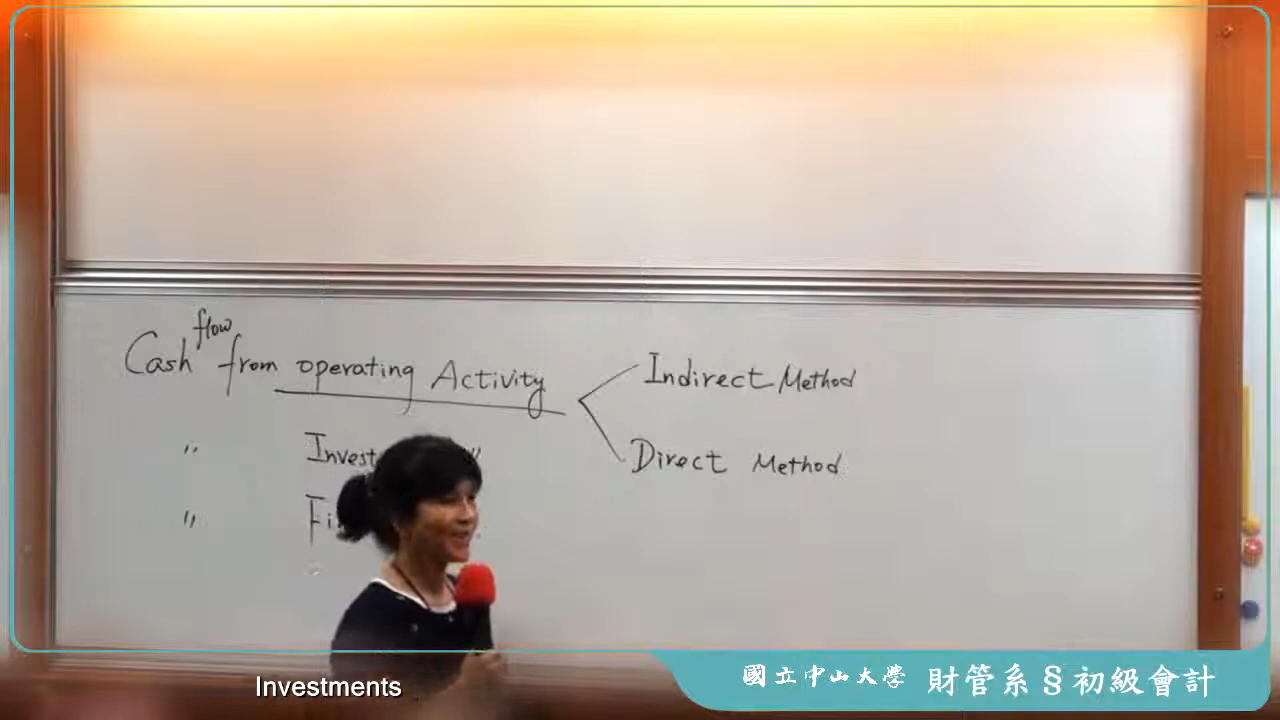 Cash flow from operating Activity
Indirect Method
〃 Invest 〃
Direct Method
〃
Investments
國立中山大學 財管系§初級會計